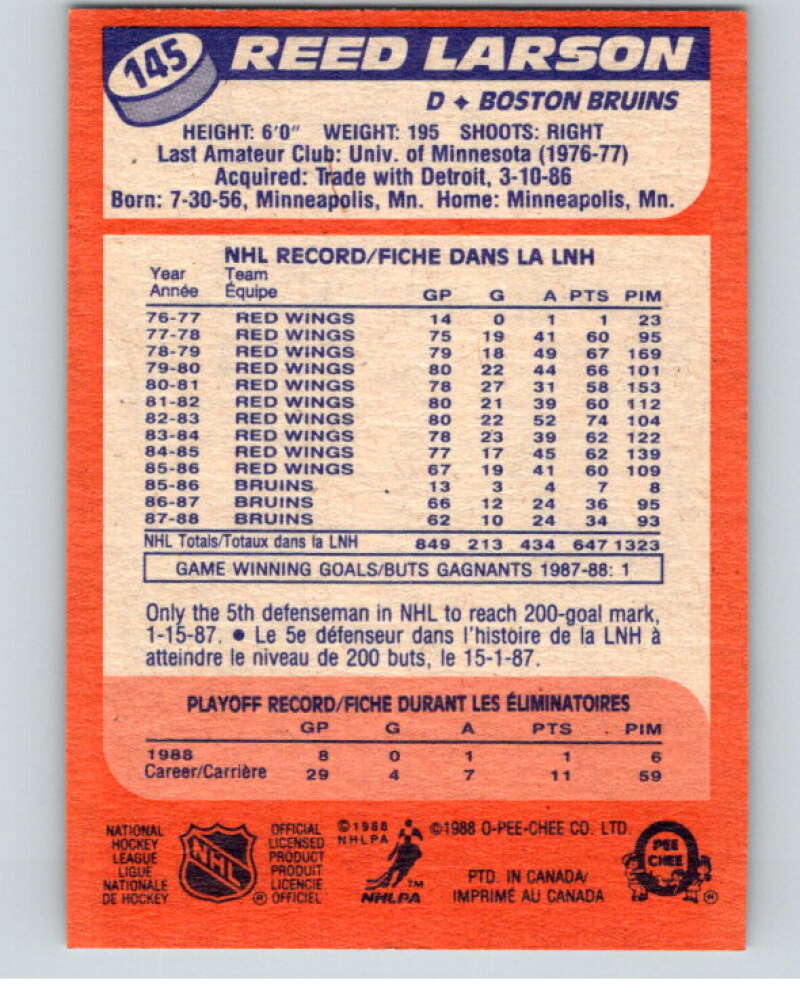 145 REED LARSON
D ✦ BOSTON BRUINS
HEIGHT: 6'0" WEIGHT: 195 SHOOTS: RIGHT
Last Amateur Club: Univ. of Minnesota (1976-77)
Acquired: Trade with Detroit, 3-10-86
Born: 7-30-56, Minneapolis, Mn. Home: Minneapolis, Mn.
NHL RECORD/FICHE DANS LA LNH
Year Team
Année Équipe GP G A PTS PIM
76-77 RED WINGS 14 0 1 1 23
77-78 RED WINGS 75 19 41 60 95
78-79 RED WINGS 79 18 49 67 169
79-80 RED WINGS 80 22 44 66 101
80-81 RED WINGS 78 27 31 58 153
81-82 RED WINGS 80 21 39 60 112
82-83 RED WINGS 80 22 52 74 104
83-84 RED WINGS 78 23 39 62 122
84-85 RED WINGS 77 17 45 62 139
85-86 RED WINGS 67 19 41 60 109
85-86 BRUINS 13 3 4 7 8
86-87 BRUINS 66 12 24 36 95
87-88 BRUINS 62 10 24 34 93
NHL Totals/Totaux dans la LNH 849 213 434 647 1323
GAME WINNING GOALS/BUTS GAGNANTS 1987-88: 1
Only the 5th defenseman in NHL to reach 200-goal mark,
1-15-87. ● Le 5e défenseur dans l'histoire de la LNH à
atteindre le niveau de 200 buts, le 15-1-87.
PLAYOFF RECORD/FICHE DURANT LES ÉLIMINATOIRES
GP G A PTS PIM
1988 8 0 1 1 6
Career/Carrière 29 4 7 11 59
NATIONAL
HOCKEY
LEAGUE
LIGUE
NATIONALE
DE HOCKEY
NHL
®
OFFICIAL
LICENSED
PRODUCT
PRODUIT
LICENCIE
OFFICIEL
©1988
NHLPA
™
NHLPA
©1988 O-PEE-CHEE CO. LTD.
PTD. IN CANADA/
IMPRIMÉ AU CANADA
PEE
CHEE
®